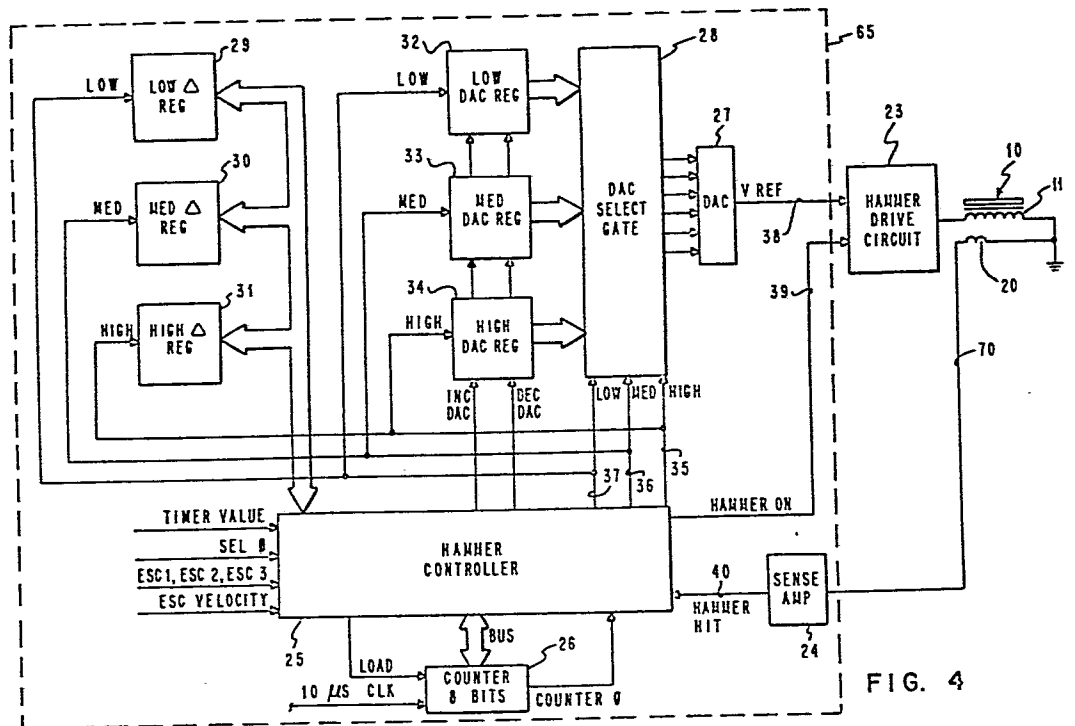 29
LOW
LOW Δ
REG
32
LOW
LOW
DAC REG
28
65
30
MED
MED Δ
REG
33
MED
MED
DAC REG
DAC
SELECT
GATE
27
DAC
V REF
38
23
HAMMER
DRIVE
CIRCUIT
10
11
20
31
HIGH
HIGH Δ
REG
34
HIGH
HIGH
DAC REG
39
70
INC
DAC
DEC
DAC
LOW
MED
HIGH
37
36
35
TIMER VALUE
SEL 0
ESC1, ESC 2, ESC 3
ESC VELOCITY
HAMMER
CONTROLLER
HAMMER ON
40
HAMMER
HIT
SENSE
AMP
24
25
LOAD
BUS
26
10 µS CLK
COUNTER
8 BITS
COUNTER 0
FIG. 4